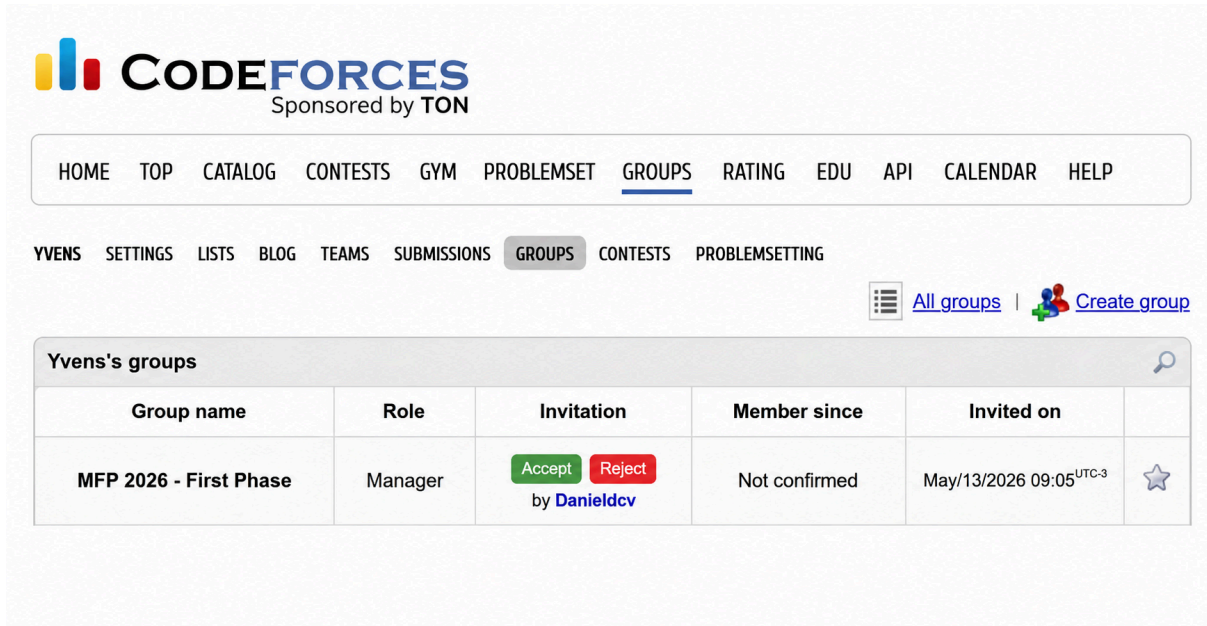 CODEFORCES
Sponsored by TON
HOME TOP CATALOG CONTESTS GYM PROBLEMSET GROUPS RATING EDU API CALENDAR HELP
YVENS SETTINGS LISTS BLOG TEAMS SUBMISSIONS GROUPS CONTESTS PROBLEMSETTING
All groups | Create group
Yvens's groups
Group name Role Invitation Member since Invited on
MFP 2026 - First Phase Manager Accept Reject Not confirmed May/13/2026 09:05 UTC-3
by Danieldcv